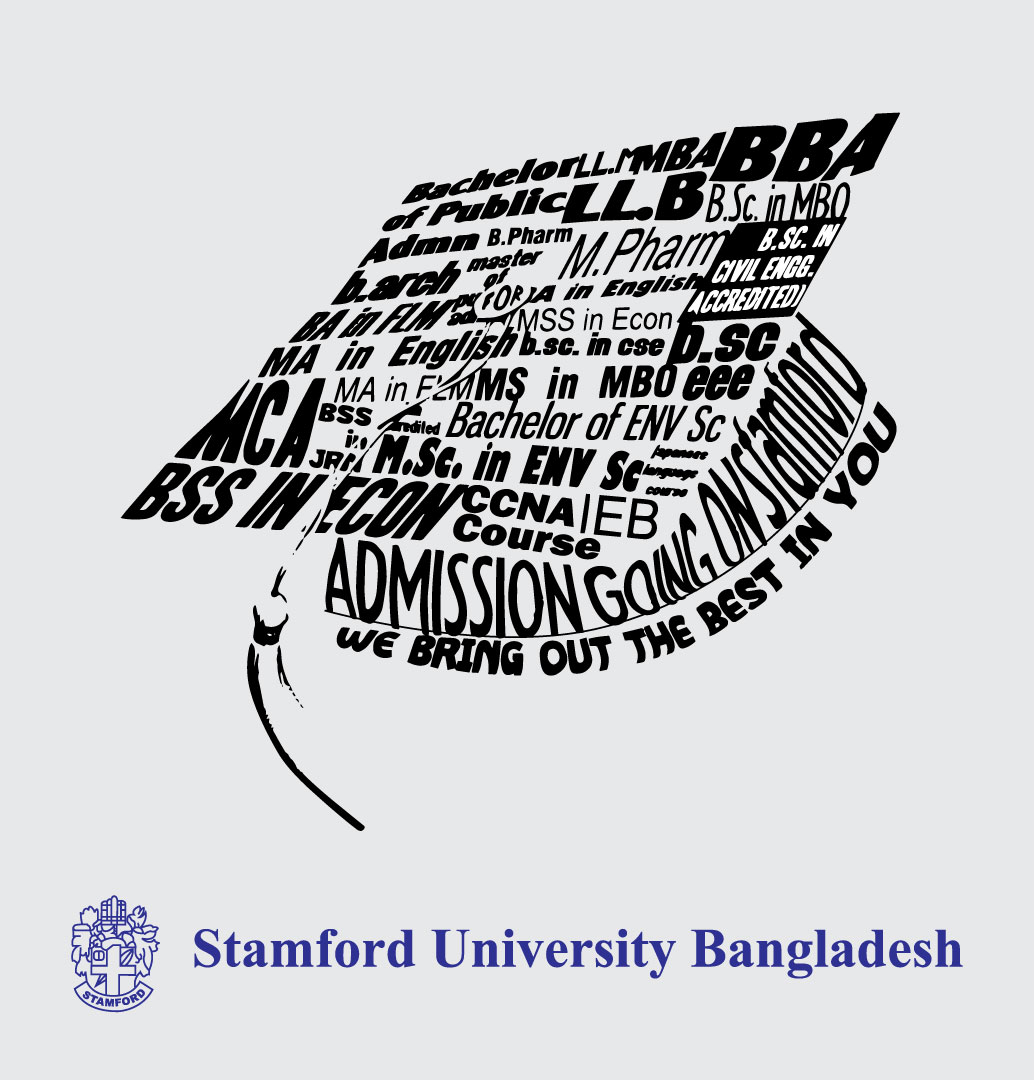 Bachelor LL.M MBA BBA
of Public LL.B B.Sc. in MBO
Admn B.Pharm M.Pharm B.SC. IN
b.arch master CIVIL ENGG.
of
FOR in English ACCREDITED)
BA in FLM MSS in Econ
MA in English b.sc. in cse b.sc
MA in FLM MS in MBO eee
MCA BSS Bachelor of ENV Sc
in M.Sc. in ENV Sc japanese
language
course
BSS IN ECON CCNA IEB
Course
ADMISSION GOING ON stamford
WE BRING OUT THE BEST IN YOU
STAMFORD
Stamford University Bangladesh